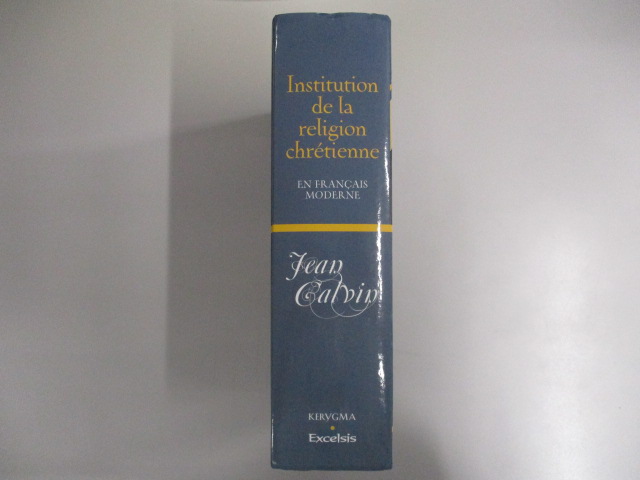 Institution
de la
religion
chrétienne
EN FRANÇAIS
MODERNE
Jean
Calvin
KERYGMA
Excelsis